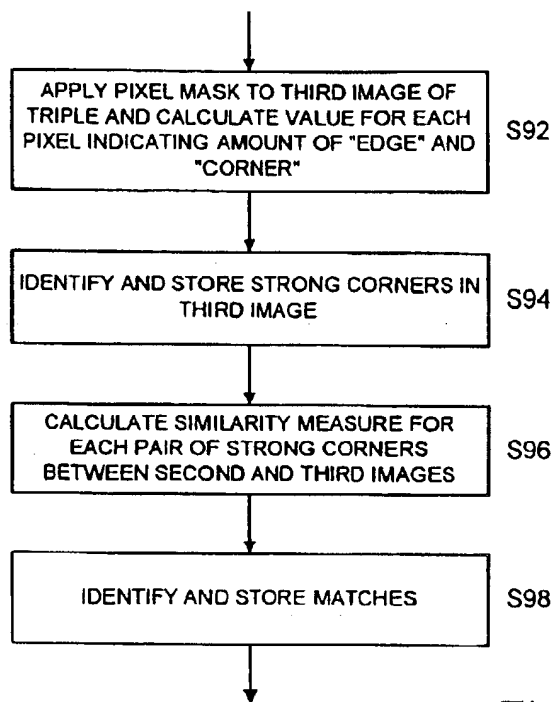 APPLY PIXEL MASK TO THIRD IMAGE OF
TRIPLE AND CALCULATE VALUE FOR EACH
PIXEL INDICATING AMOUNT OF "EDGE" AND
"CORNER"
S92
IDENTIFY AND STORE STRONG CORNERS IN
THIRD IMAGE
S94
CALCULATE SIMILARITY MEASURE FOR
EACH PAIR OF STRONG CORNERS
BETWEEN SECOND AND THIRD IMAGES
S96
IDENTIFY AND STORE MATCHES
S98